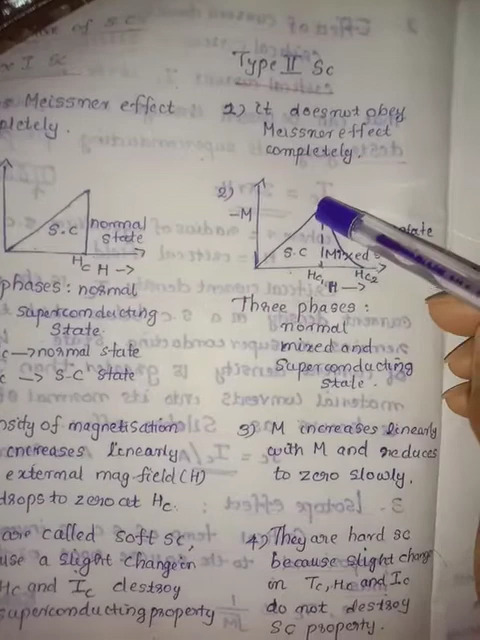 Type II Sc
Meissner effect
pletely.
1) it doesnot obey
Meissner effect
completely.
S.C
normal
state
Hc H ->
2)
-M
S.C
Mixed
Hc1 Hc2
H ->
phases: normal
superconducting
state.
c -> normal state
c -> S-C state
Three phases:
normal
mixed and
superconducting
state.
nsity of magnetisation
increases linearly
external mag-field (H)
drops to zero at Hc.
3) M increases linearly
with M and reduces
to zero slowly.
are called soft sc,
use a slight change in
Hc and Ic destroy
superconducting property
4) They are hard sc
because slight change
in Tc, Hc and Ic
do not destroy
SC property.